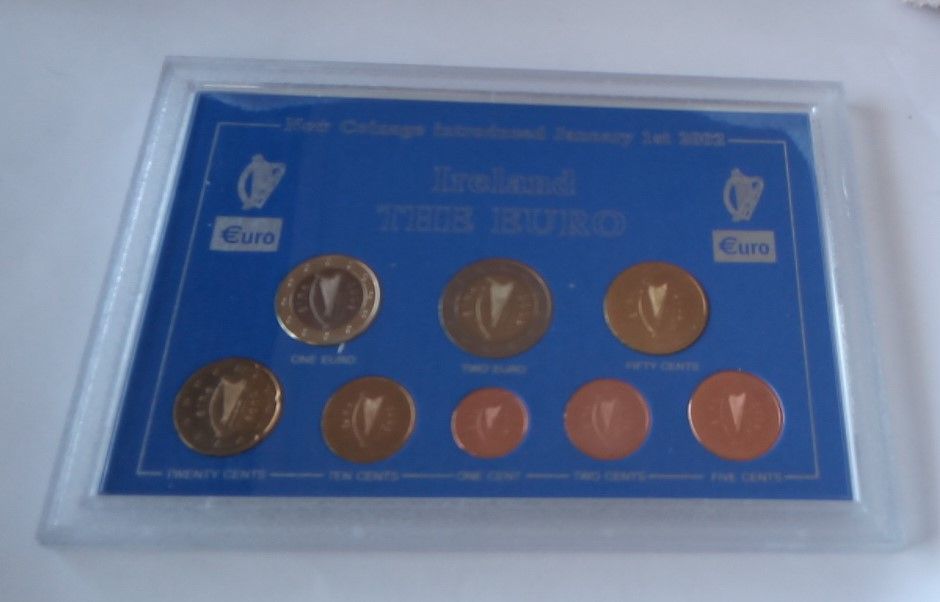 New Coinage introduced January 1st 2002
Ireland
THE EURO
€uro
€uro
ONE EURO
TWO EURO
FIFTY CENTS
TWENTY CENTS
TEN CENTS
ONE CENT
TWO CENTS
FIVE CENTS